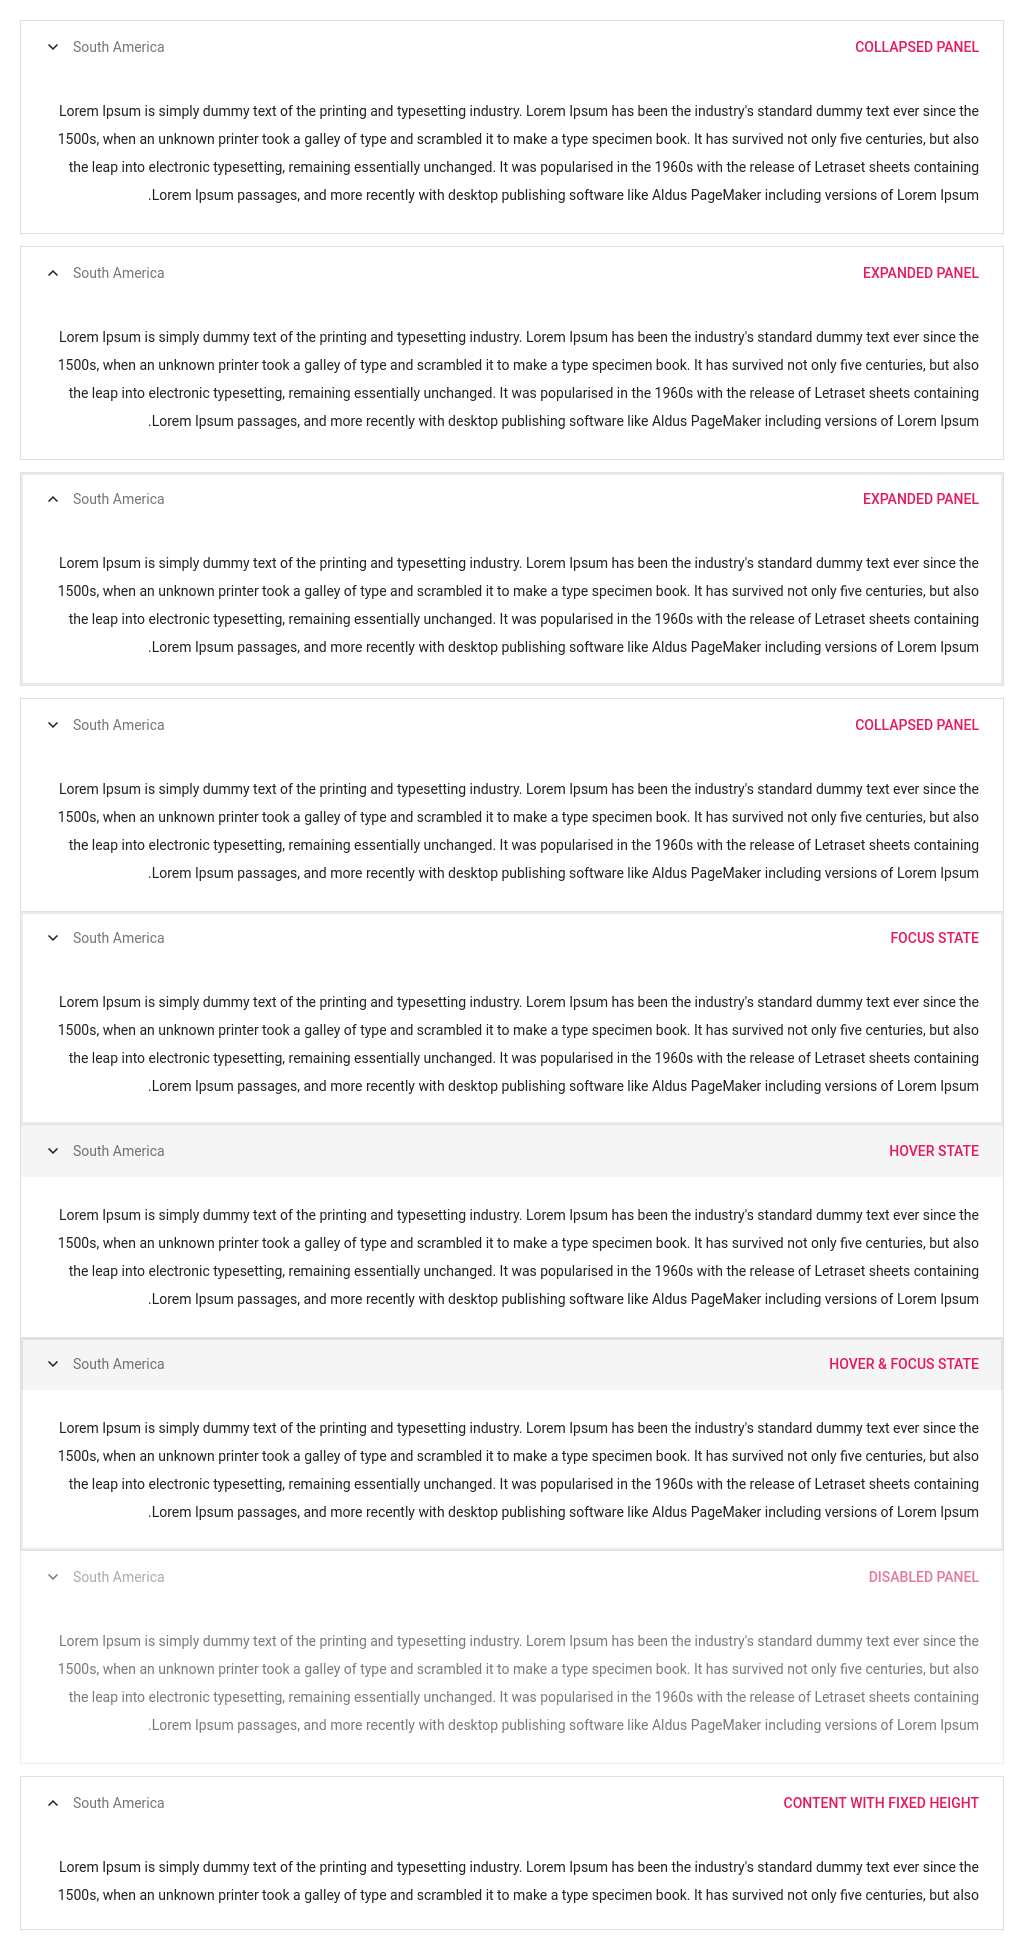 COLLAPSED PANEL South America
Lorem Ipsum is simply dummy text of the printing and typesetting industry. Lorem Ipsum has been the industry's standard dummy text ever since the
1500s, when an unknown printer took a galley of type and scrambled it to make a type specimen book. It has survived not only five centuries, but also
the leap into electronic typesetting, remaining essentially unchanged. It was popularised in the 1960s with the release of Letraset sheets containing
.Lorem Ipsum passages, and more recently with desktop publishing software like Aldus PageMaker including versions of Lorem Ipsum
EXPANDED PANEL South America
Lorem Ipsum is simply dummy text of the printing and typesetting industry. Lorem Ipsum has been the industry's standard dummy text ever since the
1500s, when an unknown printer took a galley of type and scrambled it to make a type specimen book. It has survived not only five centuries, but also
the leap into electronic typesetting, remaining essentially unchanged. It was popularised in the 1960s with the release of Letraset sheets containing
.Lorem Ipsum passages, and more recently with desktop publishing software like Aldus PageMaker including versions of Lorem Ipsum
EXPANDED PANEL South America
Lorem Ipsum is simply dummy text of the printing and typesetting industry. Lorem Ipsum has been the industry's standard dummy text ever since the
1500s, when an unknown printer took a galley of type and scrambled it to make a type specimen book. It has survived not only five centuries, but also
the leap into electronic typesetting, remaining essentially unchanged. It was popularised in the 1960s with the release of Letraset sheets containing
.Lorem Ipsum passages, and more recently with desktop publishing software like Aldus PageMaker including versions of Lorem Ipsum
COLLAPSED PANEL South America
Lorem Ipsum is simply dummy text of the printing and typesetting industry. Lorem Ipsum has been the industry's standard dummy text ever since the
1500s, when an unknown printer took a galley of type and scrambled it to make a type specimen book. It has survived not only five centuries, but also
the leap into electronic typesetting, remaining essentially unchanged. It was popularised in the 1960s with the release of Letraset sheets containing
.Lorem Ipsum passages, and more recently with desktop publishing software like Aldus PageMaker including versions of Lorem Ipsum
FOCUS STATE South America
Lorem Ipsum is simply dummy text of the printing and typesetting industry. Lorem Ipsum has been the industry's standard dummy text ever since the
1500s, when an unknown printer took a galley of type and scrambled it to make a type specimen book. It has survived not only five centuries, but also
the leap into electronic typesetting, remaining essentially unchanged. It was popularised in the 1960s with the release of Letraset sheets containing
.Lorem Ipsum passages, and more recently with desktop publishing software like Aldus PageMaker including versions of Lorem Ipsum
HOVER STATE South America
Lorem Ipsum is simply dummy text of the printing and typesetting industry. Lorem Ipsum has been the industry's standard dummy text ever since the
1500s, when an unknown printer took a galley of type and scrambled it to make a type specimen book. It has survived not only five centuries, but also
the leap into electronic typesetting, remaining essentially unchanged. It was popularised in the 1960s with the release of Letraset sheets containing
.Lorem Ipsum passages, and more recently with desktop publishing software like Aldus PageMaker including versions of Lorem Ipsum
HOVER & FOCUS STATE South America
Lorem Ipsum is simply dummy text of the printing and typesetting industry. Lorem Ipsum has been the industry's standard dummy text ever since the
1500s, when an unknown printer took a galley of type and scrambled it to make a type specimen book. It has survived not only five centuries, but also
the leap into electronic typesetting, remaining essentially unchanged. It was popularised in the 1960s with the release of Letraset sheets containing
.Lorem Ipsum passages, and more recently with desktop publishing software like Aldus PageMaker including versions of Lorem Ipsum
DISABLED PANEL South America
Lorem Ipsum is simply dummy text of the printing and typesetting industry. Lorem Ipsum has been the industry's standard dummy text ever since the
1500s, when an unknown printer took a galley of type and scrambled it to make a type specimen book. It has survived not only five centuries, but also
the leap into electronic typesetting, remaining essentially unchanged. It was popularised in the 1960s with the release of Letraset sheets containing
.Lorem Ipsum passages, and more recently with desktop publishing software like Aldus PageMaker including versions of Lorem Ipsum
CONTENT WITH FIXED HEIGHT South America
Lorem Ipsum is simply dummy text of the printing and typesetting industry. Lorem Ipsum has been the industry's standard dummy text ever since the
1500s, when an unknown printer took a galley of type and scrambled it to make a type specimen book. It has survived not only five centuries, but also